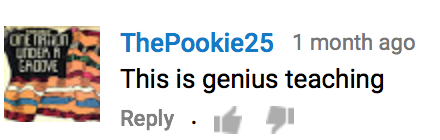 ONE NATION
UNDER A
GROOVE
ThePookie25 1 month ago
This is genius teaching
Reply